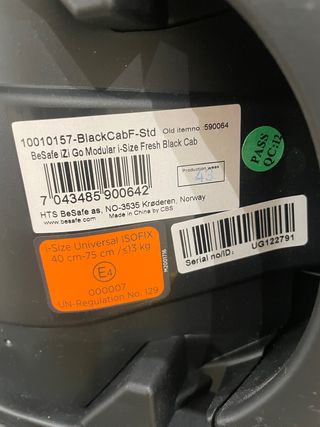 10010157-BlackCabF-Std Old itemno: 590064
BeSafe iZi Go Modular i-Size Fresh Black Cab
Production week
43
7 043485 900642
HTS BeSafe as, NO-3535 Krøderen, Norway
www.besafe.com Made in China by CBS
PASS
QC:12
i-Size Universal ISOFIX
40 cm-75 cm / ≤13 kg
E4
000007
UN-Regulation No. 129
Serial no/ID: UG122791